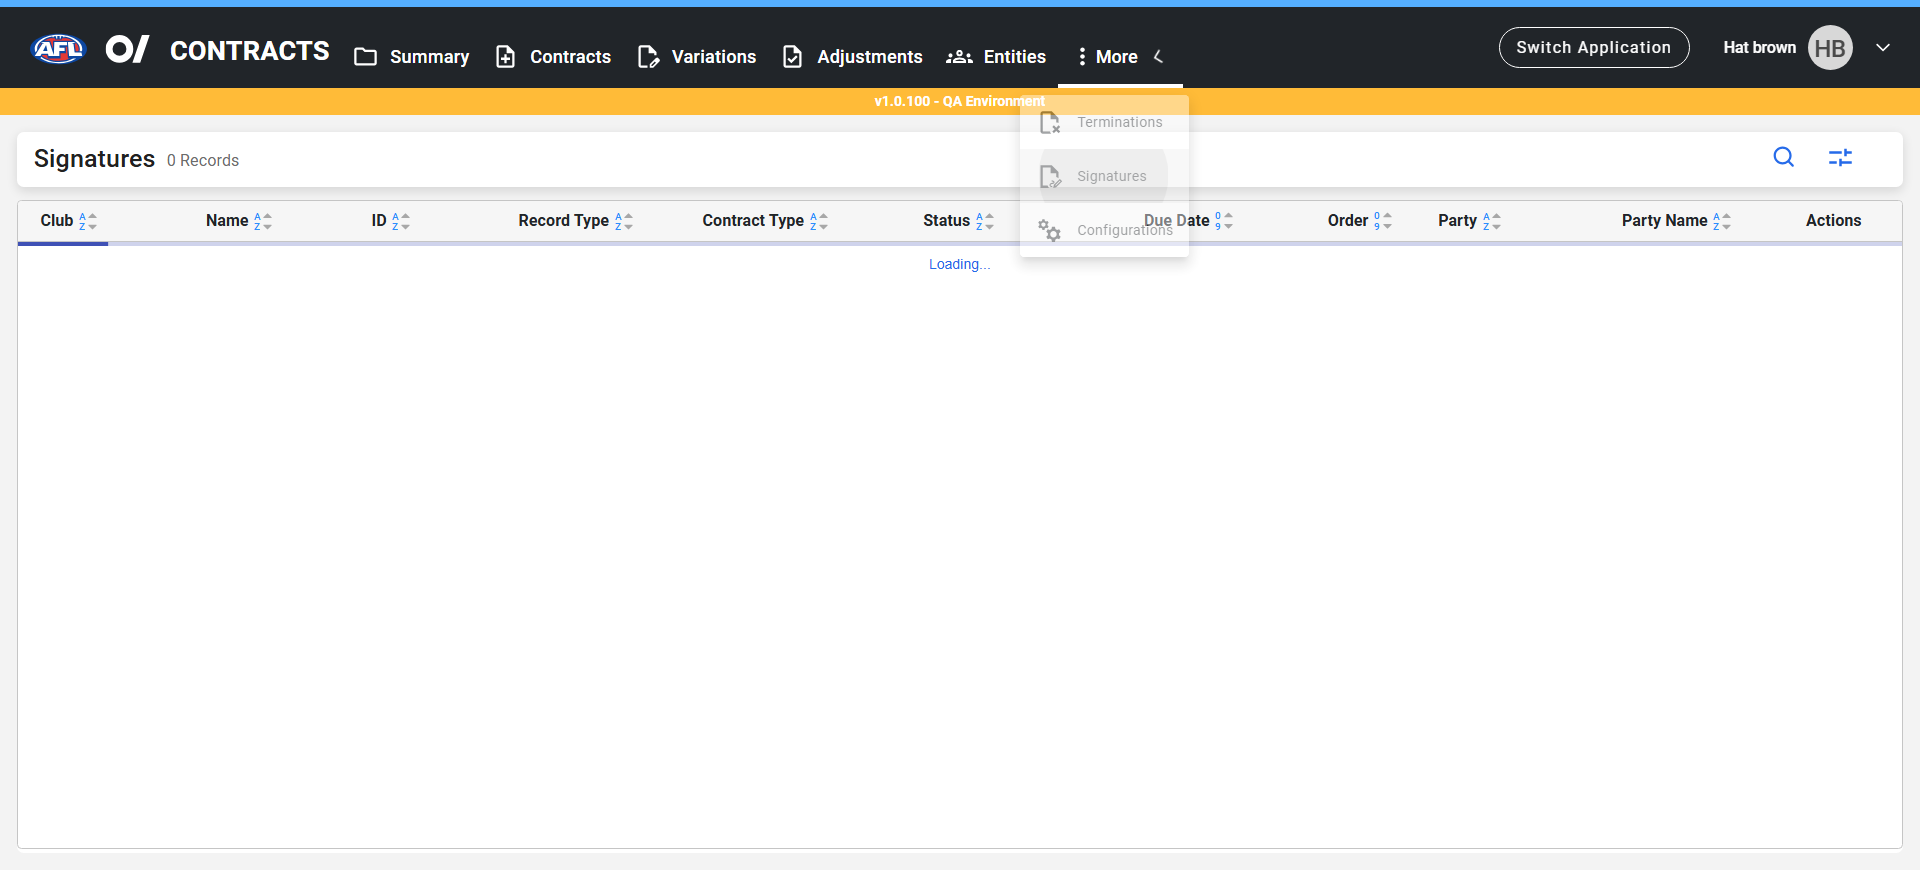 AFL CONTRACTS Summary Contracts Variations Adjustments Entities More Switch Application Hat brown HB
v1.0.100 - QA Environment
Terminations
Signatures 0 Records
Signatures
Club Name ID Record Type Contract Type Status Due Date Order Party Party Name Actions
Configurations
Loading...